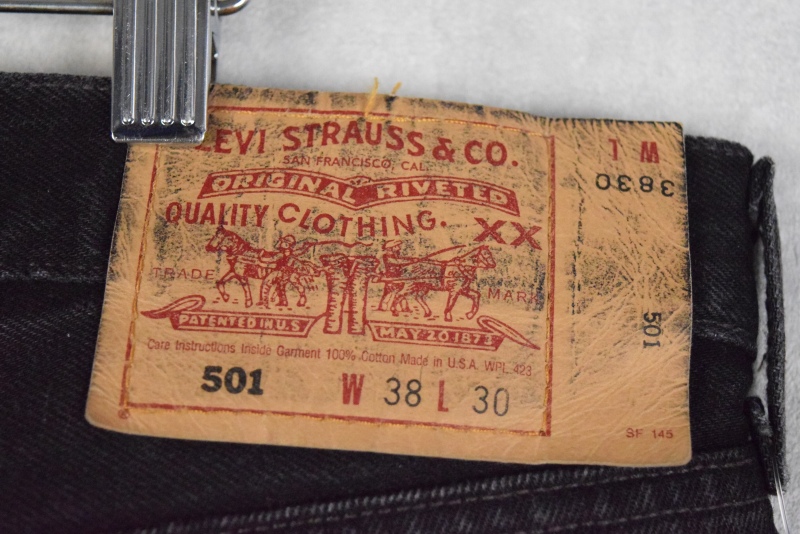 LEVI STRAUSS & CO.
SAN FRANCISCO, CAL.
ORIGINAL RIVETED
QUALITY CLOTHING. XX
TRADE MARK
PATENTED IN U.S. MAY 20 1873
Care Instructions Inside Garment 100% Cotton Made in U.S.A. WPL 423
501 W 38 L 30
W L
3830
501
SF 145